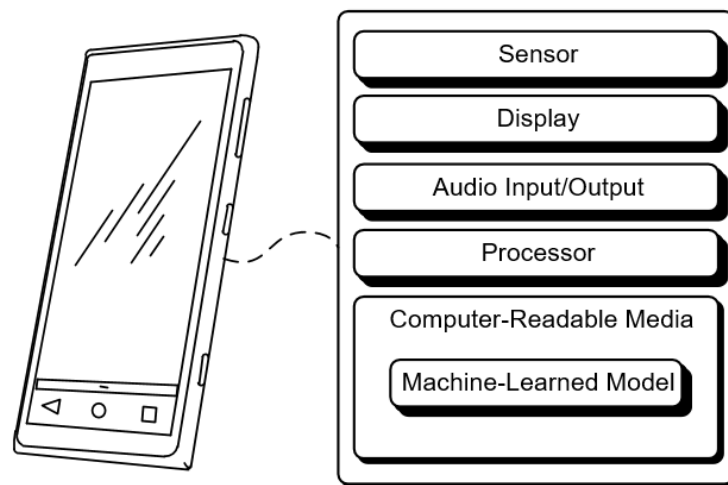 Sensor
Display
Audio Input/Output
Processor
Computer-Readable Media
Machine-Learned Model